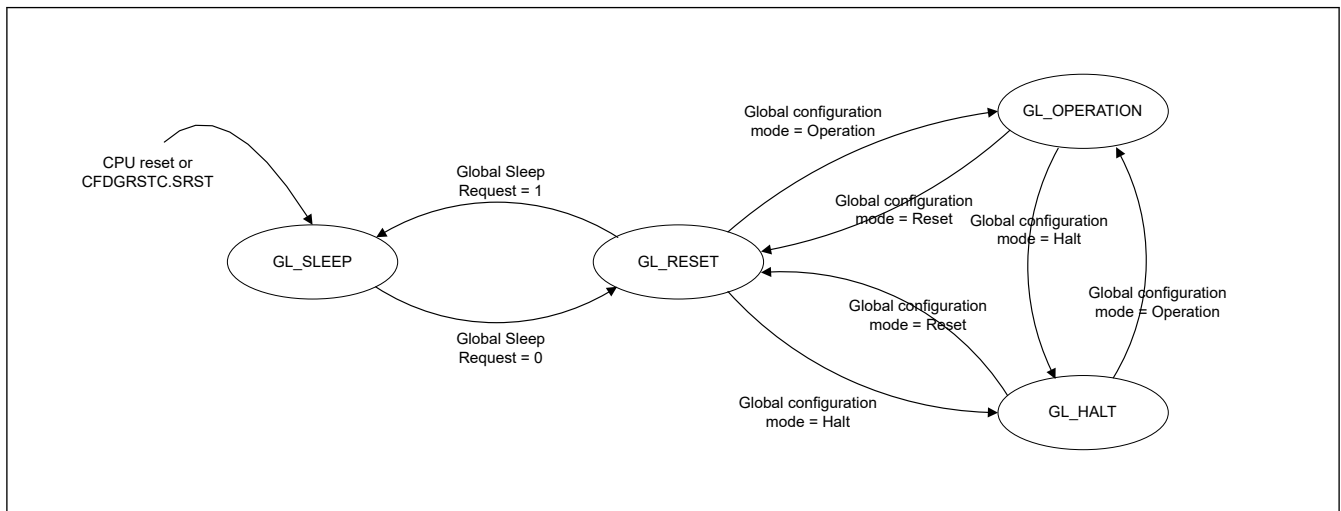 CPU reset or
CFDGRSTC.SRST
GL_SLEEP
Global Sleep
Request = 1
Global Sleep
Request = 0
GL_RESET
Global configuration
mode = Operation
Global configuration
mode = Reset
GL_OPERATION
Global configuration
mode = Halt
Global configuration
mode = Operation
Global configuration
mode = Reset
Global configuration
mode = Halt
GL_HALT